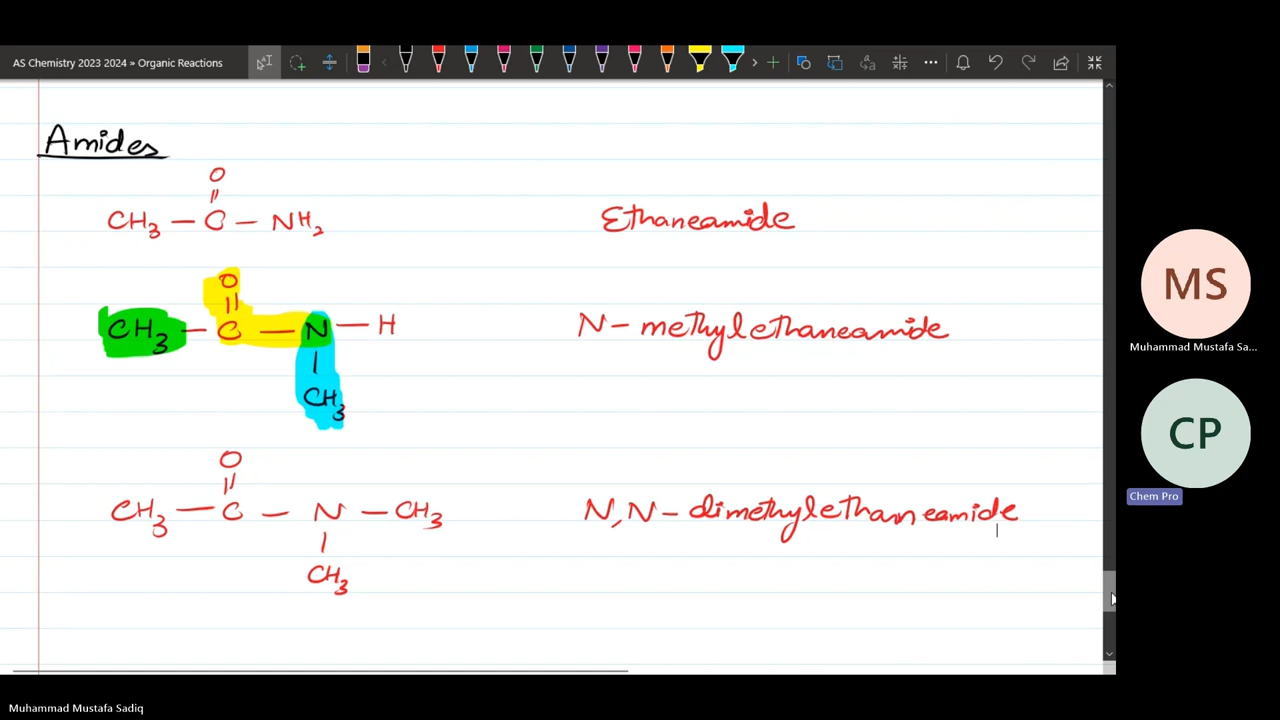 AS Chemistry 2023 2024 » Organic Reactions
Amides
O
CH3 — C — NH2
Ethaneamide
O
CH3 — C — N — H
N - methylethaneamide
CH3
O
CH3 — C — N — CH3
N, N - dimethylethaneamide
CH3
MS
Muhammad Mustafa Sa...
CP
Chem Pro
Muhammad Mustafa Sadiq